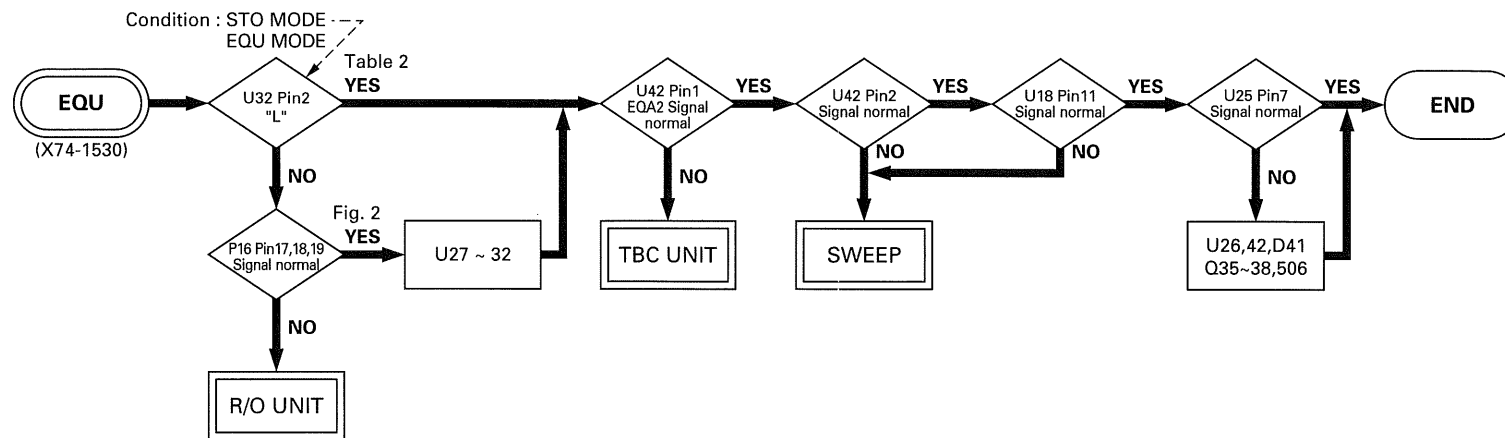 Condition : STO MODE
EQU MODE
Table 2
EQU
(X74-1530)
U32 Pin2
"L"
YES
NO
U42 Pin1
EQA2 Signal
normal
YES
NO
U42 Pin2
Signal normal
YES
NO
U18 Pin11
Signal normal
YES
NO
U25 Pin7
Signal normal
YES
NO
END
P16 Pin17,18,19
Signal normal
Fig. 2
YES
NO
U27 ~ 32
TBC UNIT
SWEEP
U26,42,D41
Q35~38,506
R/O UNIT